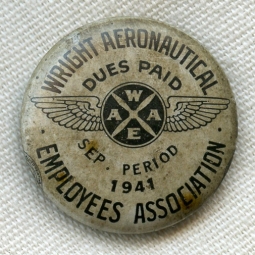 WRIGHT AERONAUTICAL
DUES PAID
W
A A
E
SEP. PERIOD
1941
EMPLOYEES ASSOCIATION